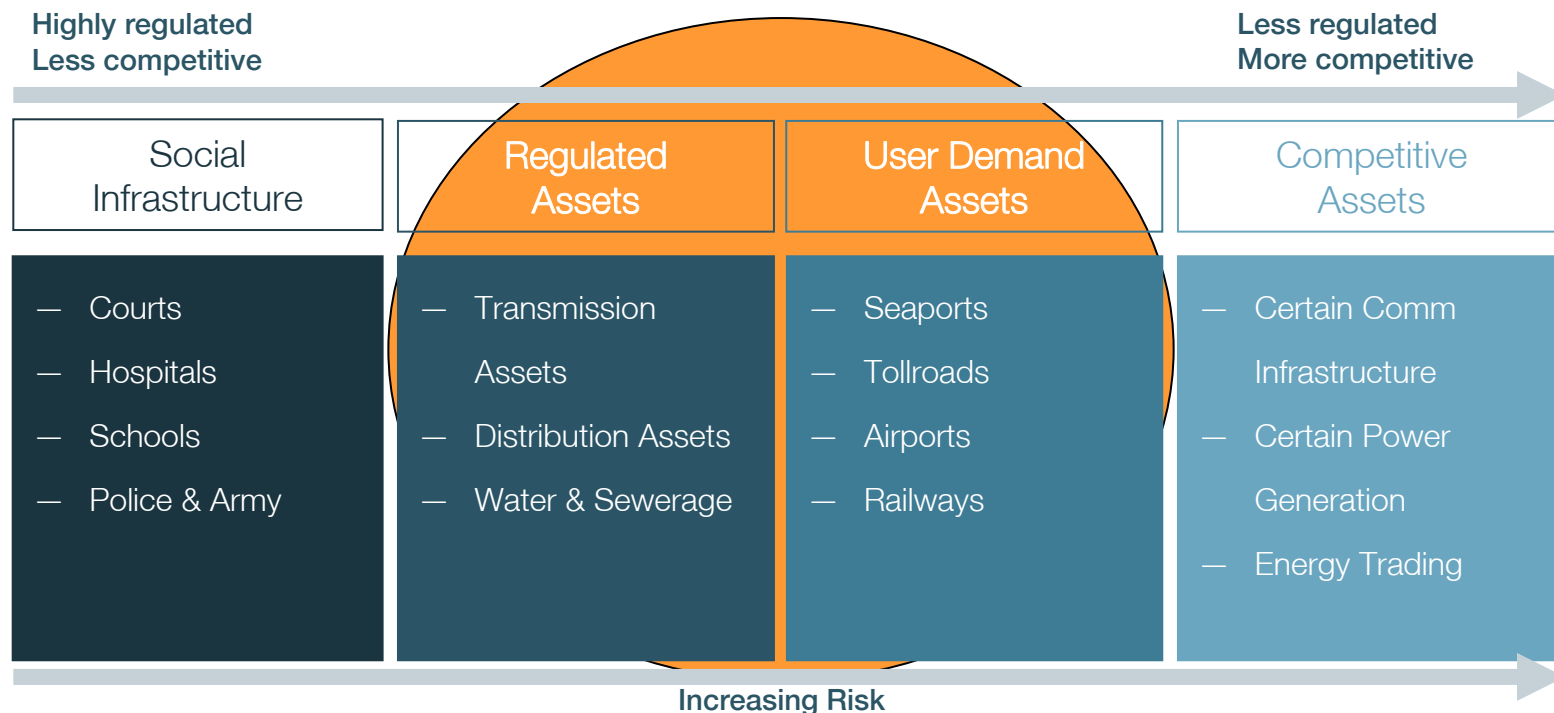 Highly regulated
Less competitive
Less regulated
More competitive
Social
Infrastructure
Regulated
Assets
User Demand
Assets
Competitive
Assets
— Courts
— Hospitals
— Schools
— Police & Army
— Transmission
Assets
— Distribution Assets
— Water & Sewerage
— Seaports
— Tollroads
— Airports
— Railways
— Certain Comm
Infrastructure
— Certain Power
Generation
— Energy Trading
Increasing Risk